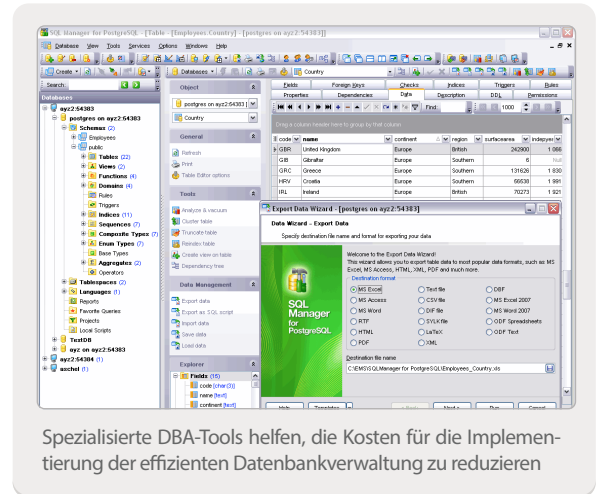 SQL Manager for PostgreSQL - [Table - [Employees.Country] - [postgres on ayz2:54383]]
Database View Tools Services Options Windows Help
Create Databases Country
Search:
Databases
ayz2:54383
postgres on ayz2:54383
Schemas (2)
Employees
public
Tables (22)
Views (2)
Functions (4)
Domains (4)
Rules
Triggers
Indices (11)
Sequences (7)
Composite Types (7)
Enum Types (7)
Base Types
Aggregates (2)
Operators
Tablespaces (2)
Languages (1)
Reports
Favorite Queries
Projects
Local Scripts
TextDB
ayz on ayz2:54383
ayz2:54384 (1)
aschel (1)
Object
postgres on ayz2:54383
Country
General
Refresh
Print
Table Editor options
Tools
Analyze & vacuum
Cluster table
Truncate table
Reindex table
Create view on table
Dependency tree
Data Management
Export data
Export as SQL script
Import data
Save data
Load data
Explorer
Fields (15)
code [char(3)]
name [text]
continent [text]
Fields Foreign Keys Checks Indices Triggers Rules
Properties Dependencies Data Description DDL Permissions
Find: 1000
Drag a column header here to group by that column
code name continent region surfacearea indepyear
GBR United Kingdom Europe British 242900 1 066
GIB Gibraltar Europe Southern 6 Null
GRC Greece Europe Southern 131626 1 830
HRV Croatia Europe Southern 56538 1 991
IRL Ireland Europe British 70273 1 921
Export Data Wizard - [postgres on ayz2:54383]
Data Wizard - Export Data
Specify destination file name and format for exporting your data
SQL
Manager
for
PostgreSQL
Welcome to the Export Data Wizard!
This wizard allows you to export table data to most popular data formats, such as MS
Excel, MS Access, HTML, XML, PDF and much more.
Destination format
MS Excel Text file DBF
MS Access CSV file MS Excel 2007
MS Word DIF file MS Word 2007
RTF SYLK file ODF Spreadsheets
HTML LaTeX ODF Text
PDF XML
Destination file name
C:\EMS\SQLManager for PostgreSQL\Employees_Country.xls
Help Templates Next Run Cancel
Spezialisierte DBA-Tools helfen, die Kosten für die Implemen-
tierung der effizienten Datenbankverwaltung zu reduzieren